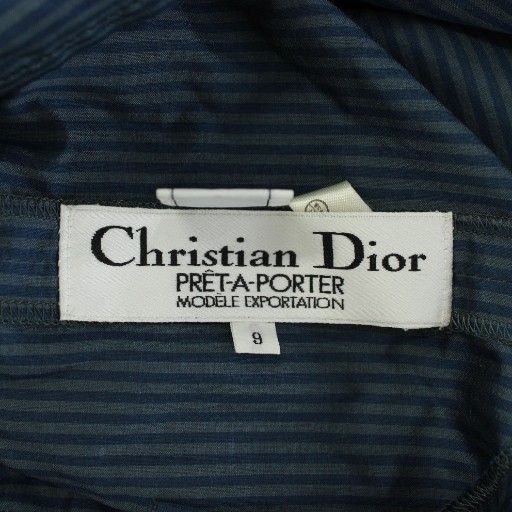 Christian Dior
PRÊT-A-PORTER
MODÈLE EXPORTATION
9